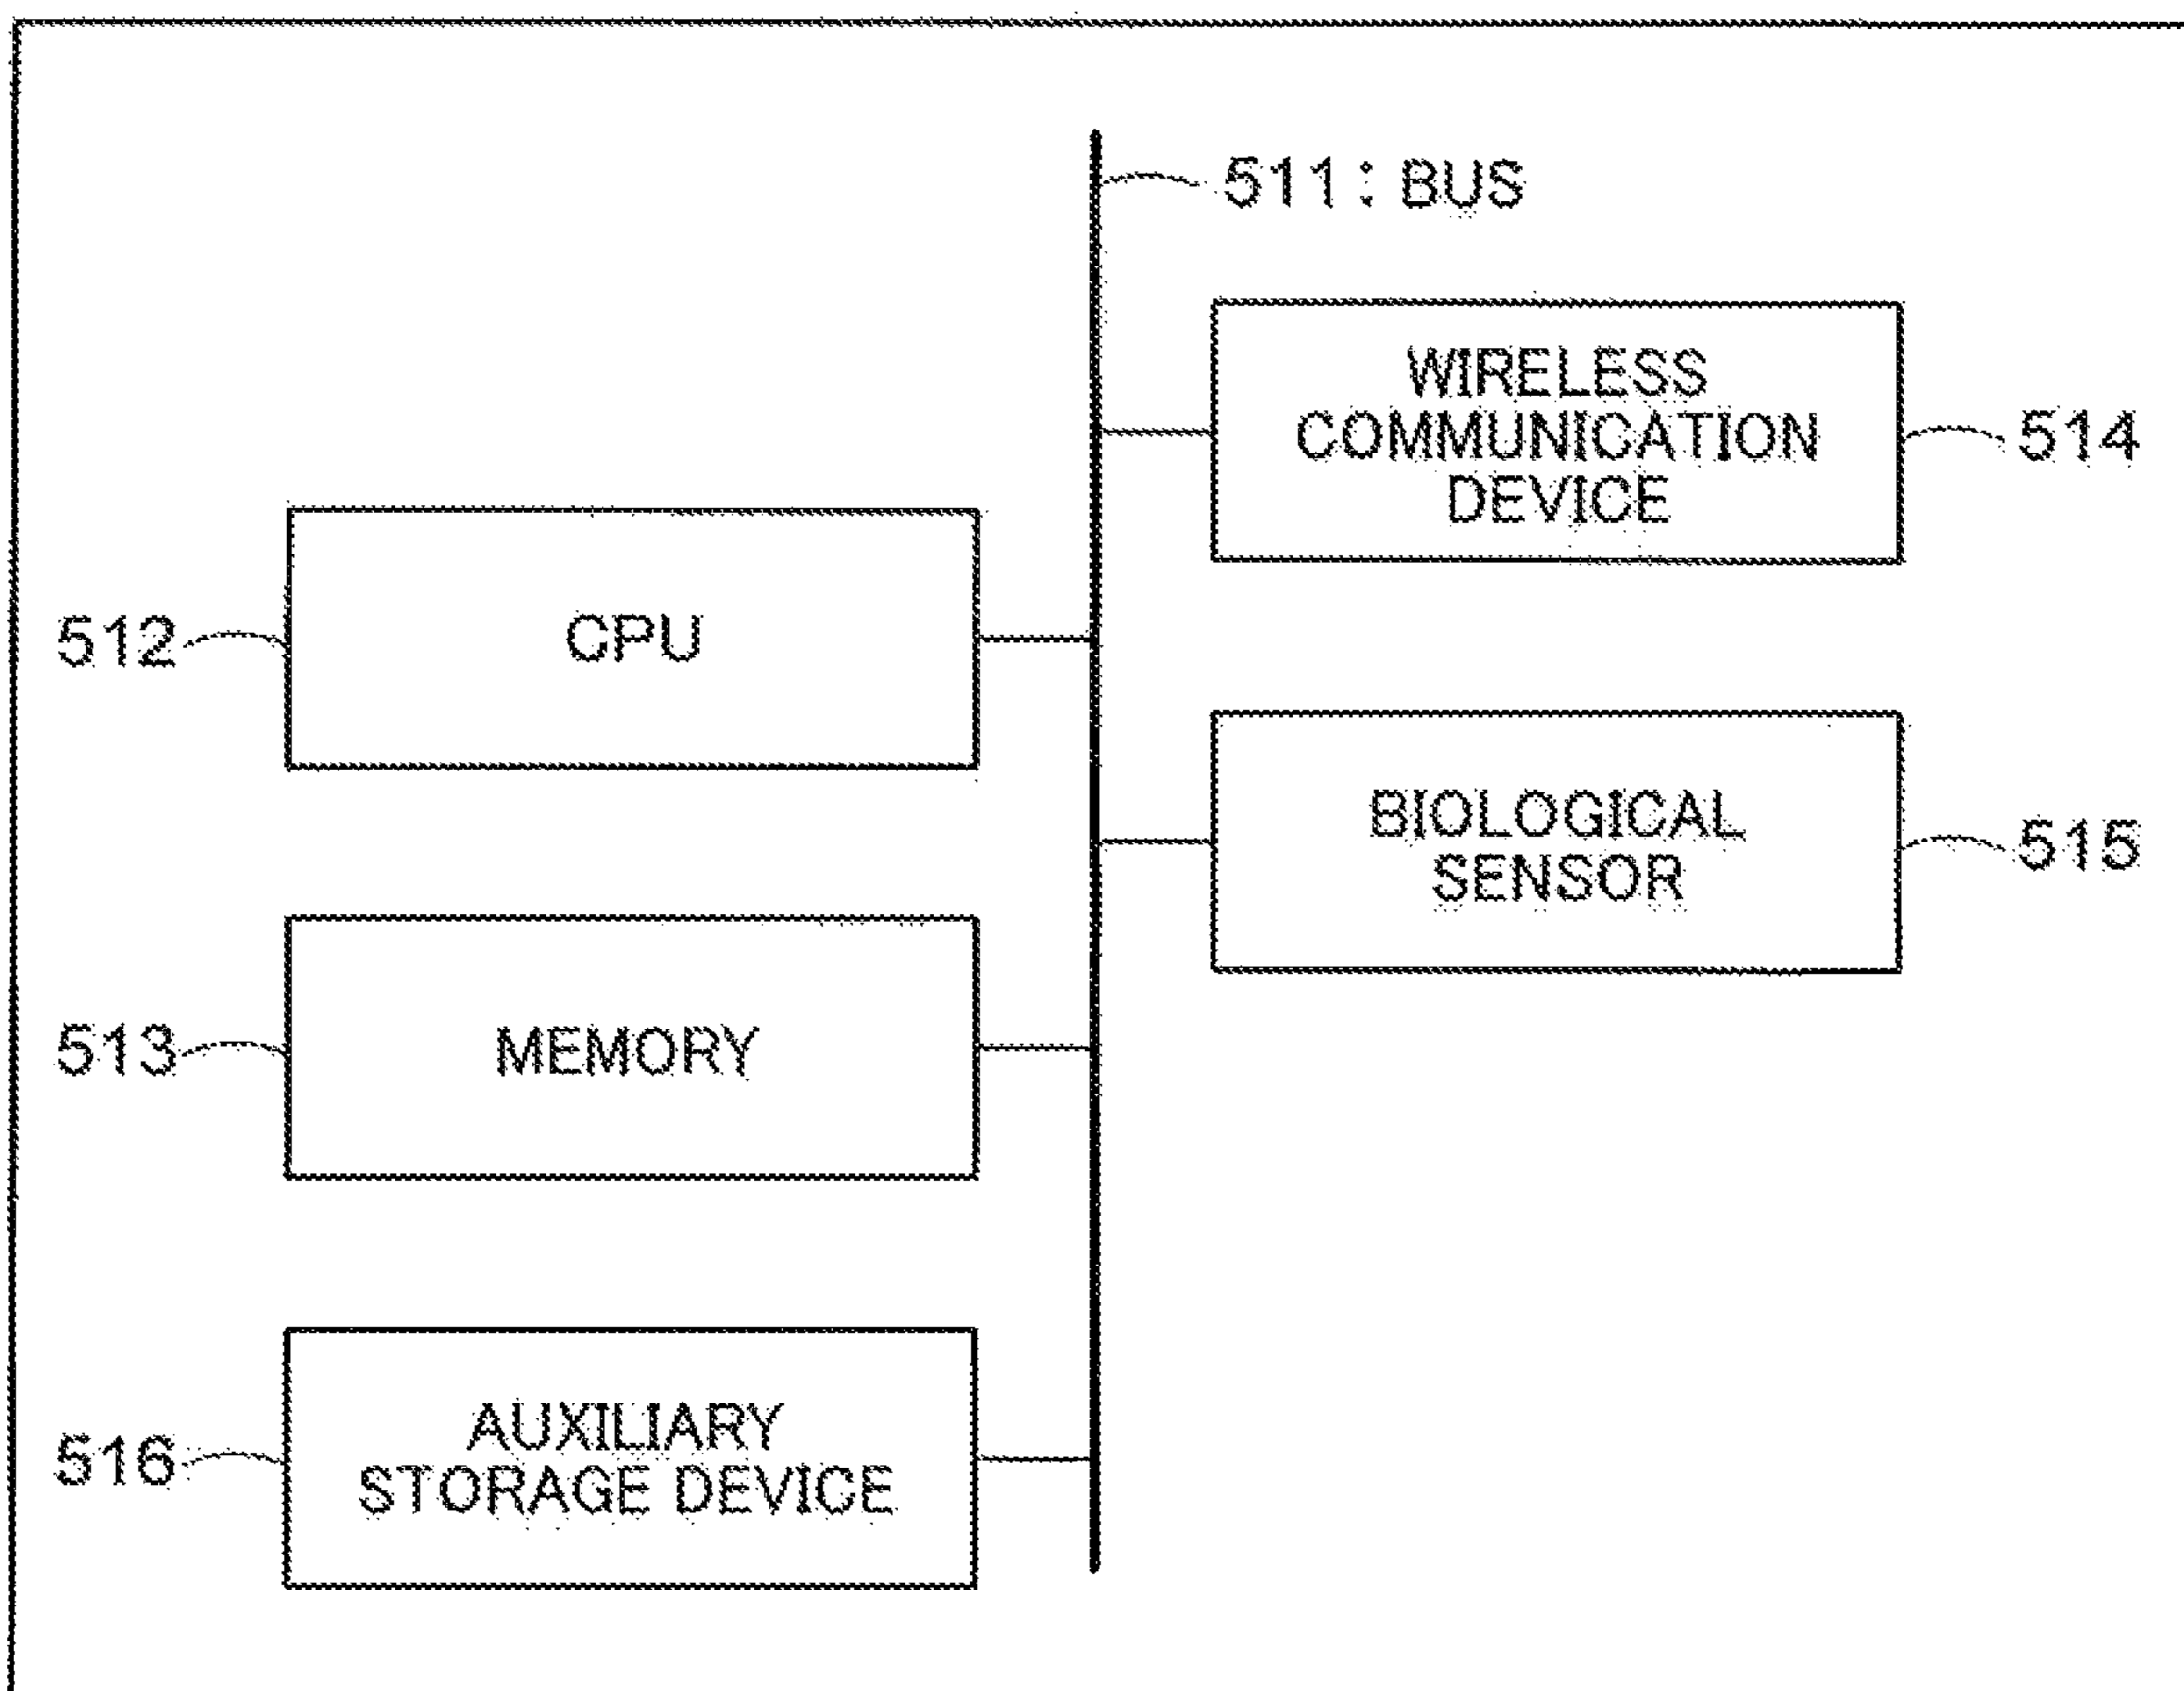 511 : BUS
WIRELESS
COMMUNICATION
DEVICE
514
512
CPU
BIOLOGICAL
SENSOR
515
513
MEMORY
516
AUXILIARY
STORAGE DEVICE